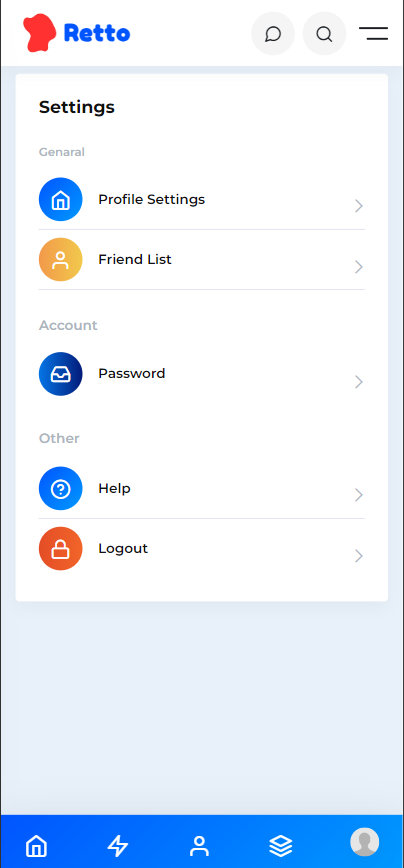 Retto
Settings
Genaral
Profile Settings
Friend List
Account
Password
Other
Help
Logout